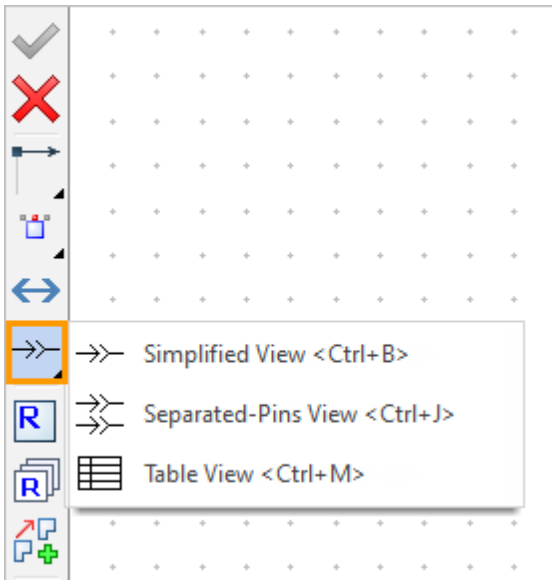 Simplified View <Ctrl+B>
Separated-Pins View <Ctrl+J>
R
Table View <Ctrl+M>
R